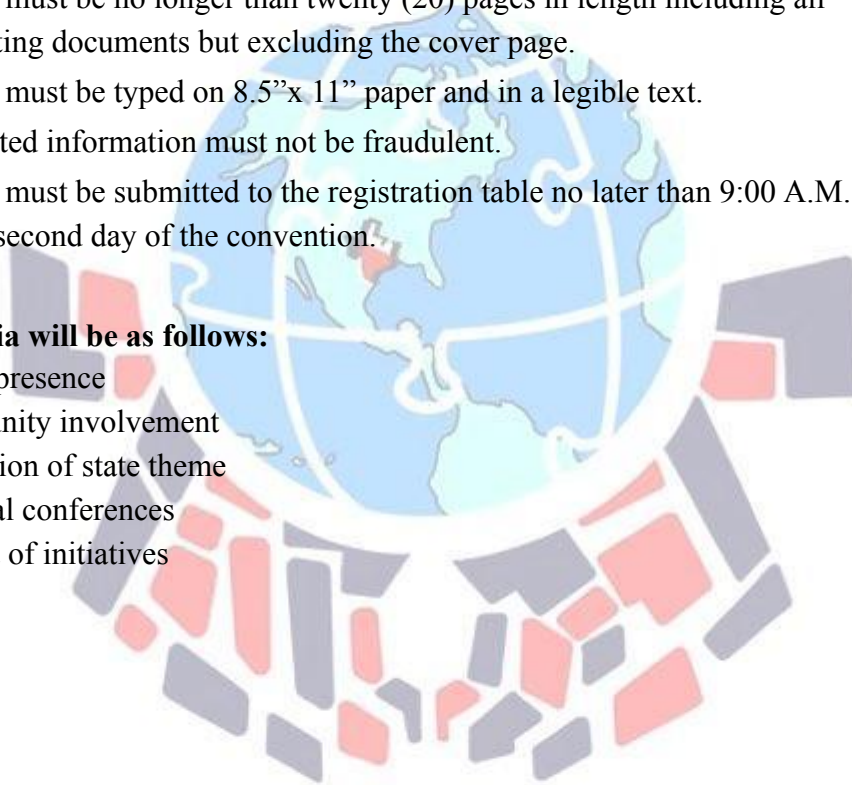 must be no longer than twenty (20) pages in length including all
ting documents but excluding the cover page.
must be typed on 8.5”x 11” paper and in a legible text.
ted information must not be fraudulent.
must be submitted to the registration table no later than 9:00 A.M.
second day of the convention.
ia will be as follows:
presence
nity involvement
ion of state theme
al conferences
of initiatives